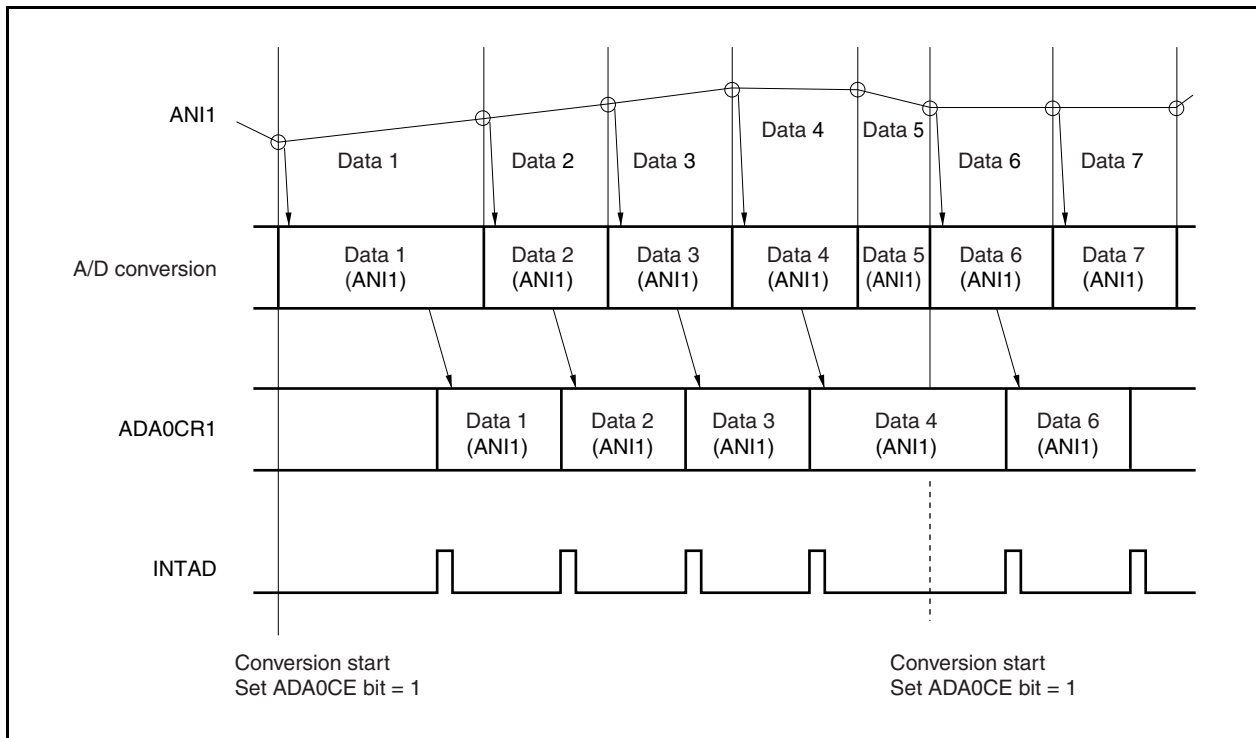 ANI1
Data 1
Data 2
Data 3
Data 4
Data 5
Data 6
Data 7
A/D conversion
Data 1
(ANI1)
Data 2
(ANI1)
Data 3
(ANI1)
Data 4
(ANI1)
Data 5
(ANI1)
Data 6
(ANI1)
Data 7
(ANI1)
ADA0CR1
Data 1
(ANI1)
Data 2
(ANI1)
Data 3
(ANI1)
Data 4
(ANI1)
Data 6
(ANI1)
INTAD
Conversion start
Set ADA0CE bit = 1
Conversion start
Set ADA0CE bit = 1